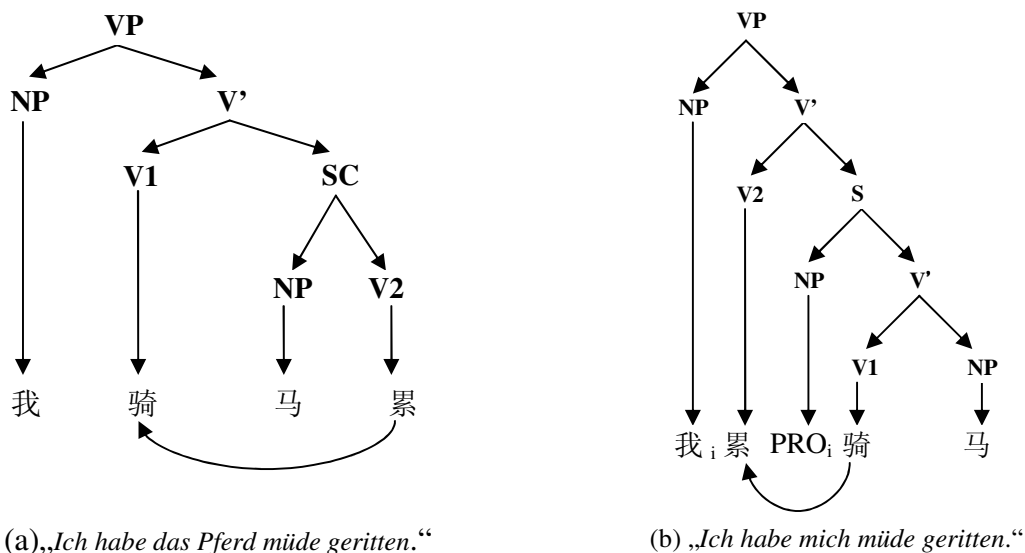 VP
NP V’
V1 SC
NP V2
我 骑 马 累
(a)„Ich habe das Pferd müde geritten.“
VP
NP V’
V2 S
NP V’
V1 NP
我 i 累 PROi 骑 马
(b) „Ich habe mich müde geritten.“